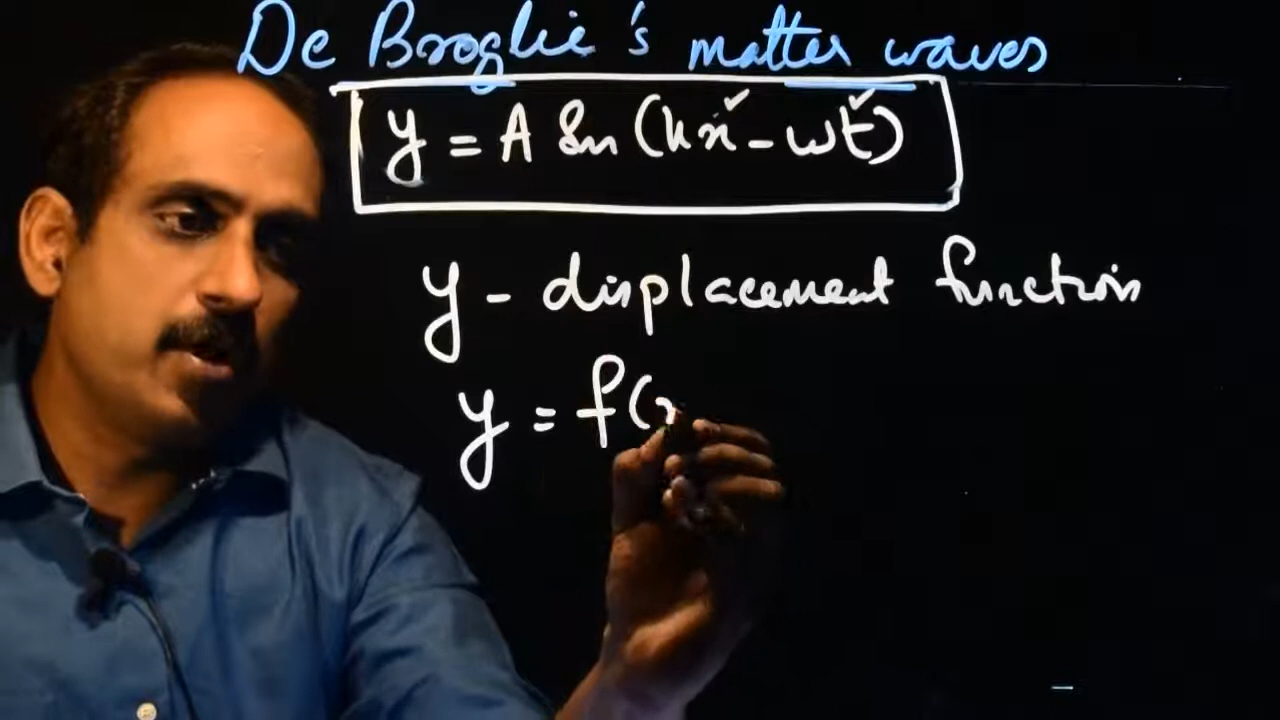 De Broglie's matter waves
y = A Sin (kx - ωt)
y - displacement function
y = f(x